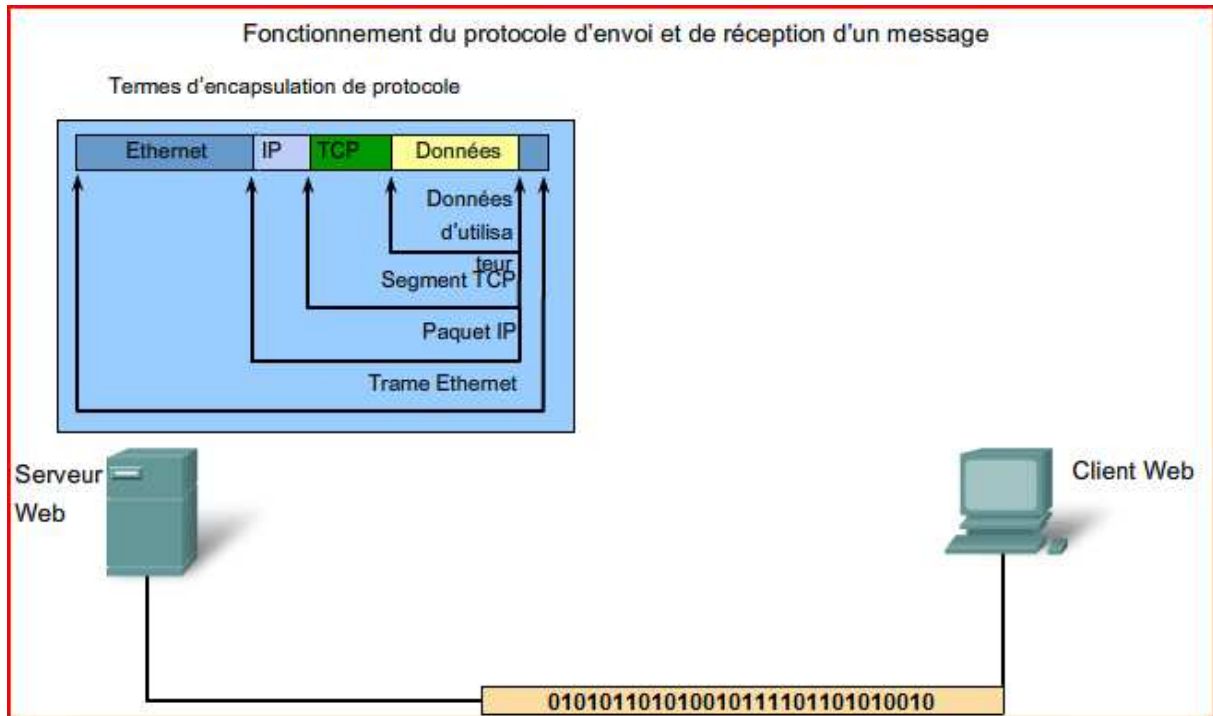 Fonctionnement du protocole d'envoi et de réception d'un message
Termes d'encapsulation de protocole
Ethernet IP TCP Données
Données
d'utilisa
teur
Segment TCP
Paquet IP
Trame Ethernet
Serveur
Web
Client Web
010101101010010111101101010010